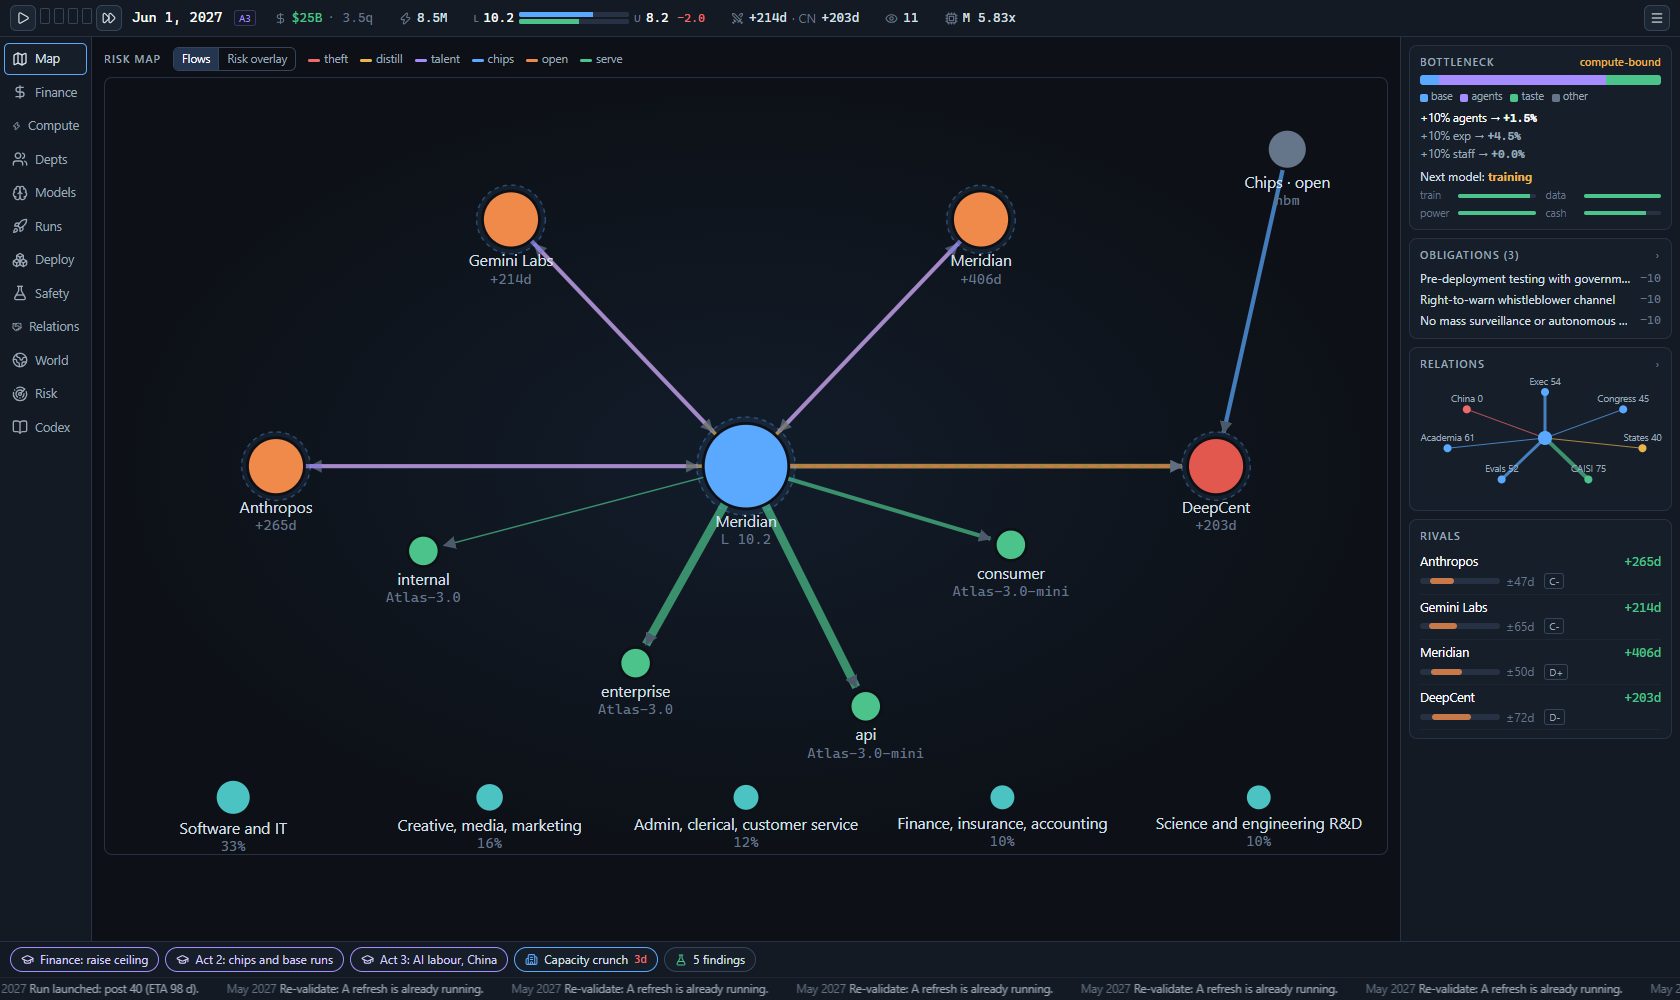 Jun 1, 2027 A3 $25B · 3.5q 8.5M L 10.2 U 8.2 −2.0 +214d · CN +203d 11 M 5.83x
Map
Finance
Compute
Depts
Models
Runs
Deploy
Safety
Relations
World
Risk
Codex
RISK MAP Flows Risk overlay theft distill talent chips open serve
Chips · open
hbm
Gemini Labs
+214d
Meridian
+406d
Anthropos
+265d
Meridian
L 10.2
DeepCent
+203d
internal
Atlas-3.0
consumer
Atlas-3.0-mini
enterprise
Atlas-3.0
api
Atlas-3.0-mini
Software and IT
33%
Creative, media, marketing
16%
Admin, clerical, customer service
12%
Finance, insurance, accounting
10%
Science and engineering R&D
10%
BOTTLENECK compute-bound
base agents taste other
+10% agents → +1.5%
+10% exp → +4.5%
+10% staff → +0.0%
Next model: training
train data
power cash
OBLIGATIONS (3) ›
Pre-deployment testing with governm... −10
Right-to-warn whistleblower channel −10
No mass surveillance or autonomous ... −10
RELATIONS ›
Exec 54
China 0
Congress 45
Academia 61
States 40
Evals 52
CAISI 75
RIVALS
Anthropos +265d
±47d C-
Gemini Labs +214d
±65d C-
Meridian +406d
±50d D+
DeepCent +203d
±72d D-
Finance: raise ceiling
Act 2: chips and base runs
Act 3: AI labour, China
Capacity crunch 3d
5 findings
2027 Run launched: post 40 (ETA 98 d). May 2027 Re-validate: A refresh is already running. May 2027 Re-validate: A refresh is already running. May 2027 Re-validate: A refresh is already running. May 2027 Re-validate: A refresh is already running. May 2027 Re-validate: A refresh is already running. May 2